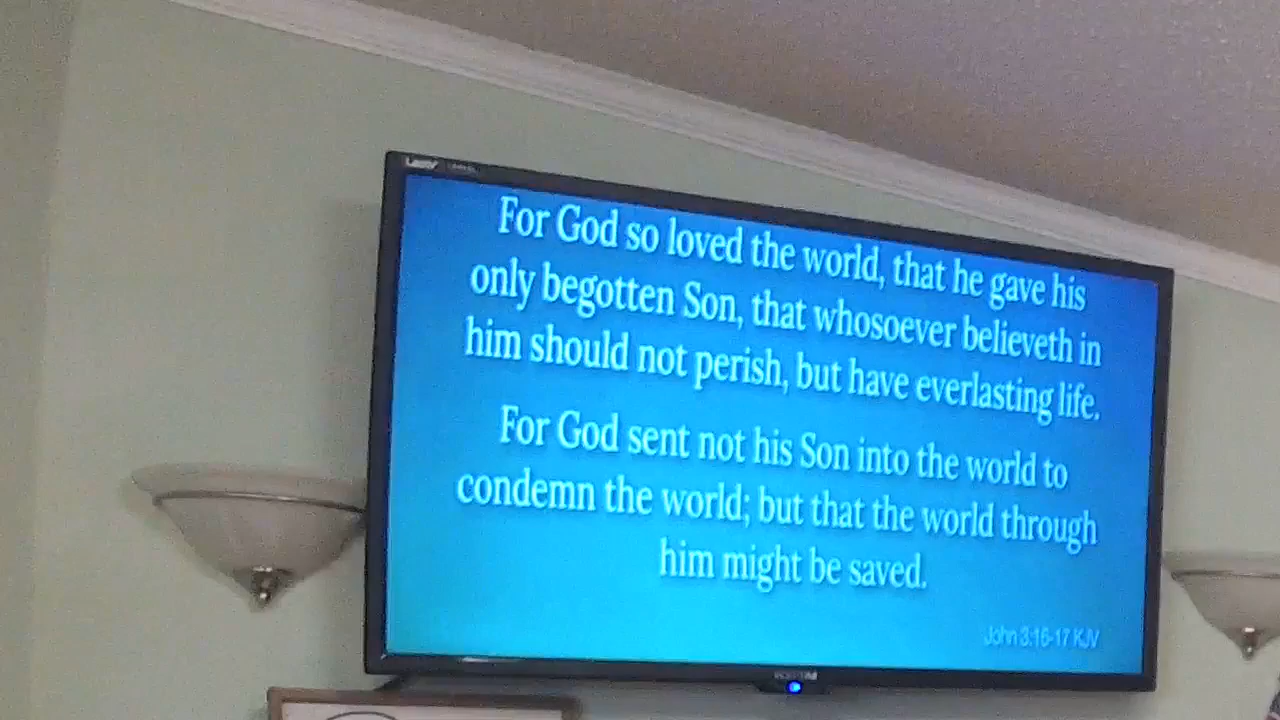 For God so loved the world, that he gave his
only begotten Son, that whosoever believeth in
him should not perish, but have everlasting life.
For God sent not his Son into the world to
condemn the world; but that the world through
him might be saved.
John 3:16-17 KJV